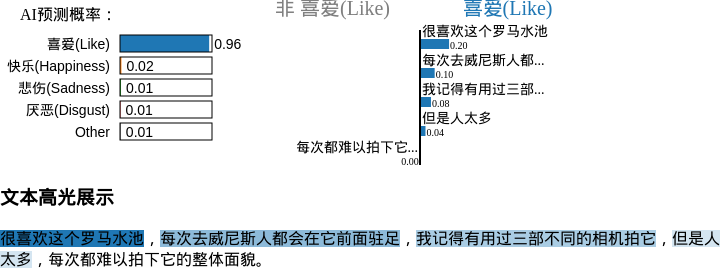 AI预测概率：
非 喜爱(Like)
喜爱(Like)
喜爱(Like) 0.96
快乐(Happiness) 0.02
悲伤(Sadness) 0.01
厌恶(Disgust) 0.01
Other 0.01
很喜欢这个罗马水池
0.20
每次去威尼斯人都...
0.10
我记得有用过三部...
0.08
但是人太多
0.04
每次都难以拍下它...
0.00
文本高光展示
很喜欢这个罗马水池，每次去威尼斯人都会在它前面驻足，我记得有用过三部不同的相机拍它，但是人
太多，每次都难以拍下它的整体面貌。